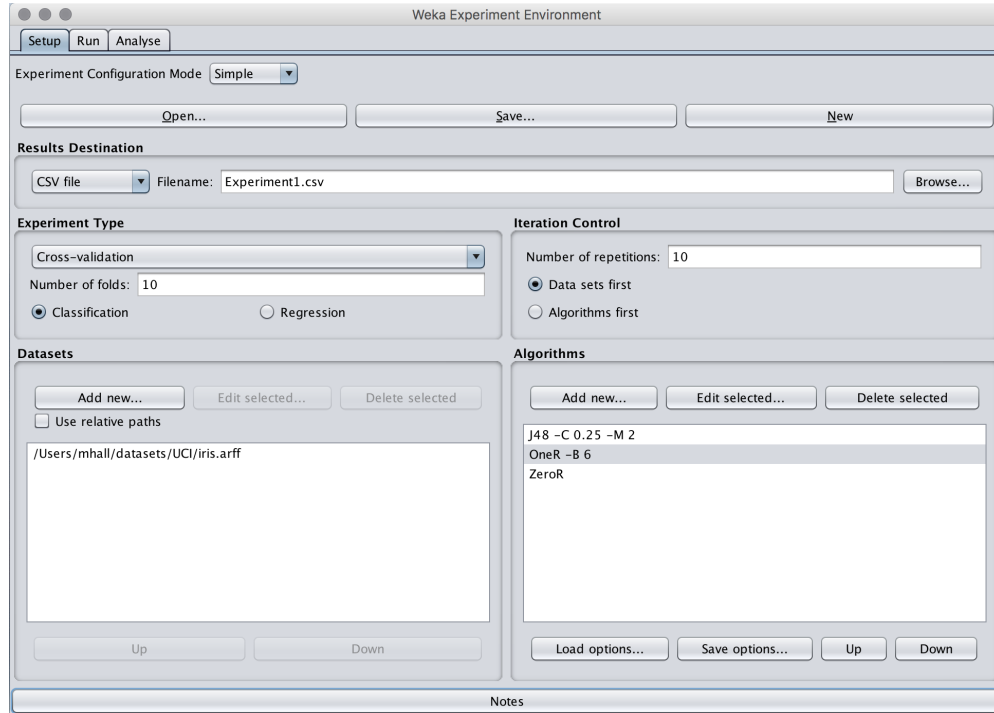 Weka Experiment Environment
Setup Run Analyse
Experiment Configuration Mode Simple
Open... Save... New
Results Destination
CSV file Filename: Experiment1.csv Browse...
Experiment Type
Cross-validation
Number of folds: 10
Classification Regression
Iteration Control
Number of repetitions: 10
Data sets first
Algorithms first
Datasets
Add new... Edit selected... Delete selected
Use relative paths
/Users/mhall/datasets/UCI/iris.arff
Up Down
Algorithms
Add new... Edit selected... Delete selected
J48 -C 0.25 -M 2
OneR -B 6
ZeroR
Load options... Save options... Up Down
Notes